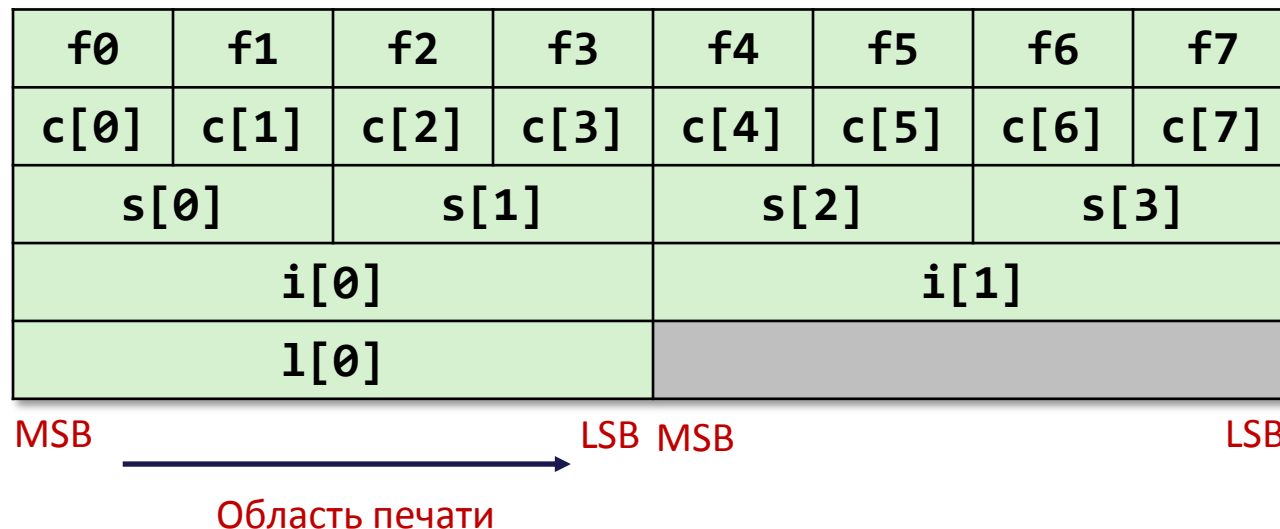 f0 f1 f2 f3 f4 f5 f6 f7
c[0] c[1] c[2] c[3] c[4] c[5] c[6] c[7]
s[0] s[1] s[2] s[3]
i[0] i[1]
l[0]
MSB LSB MSB LSB
Область печати